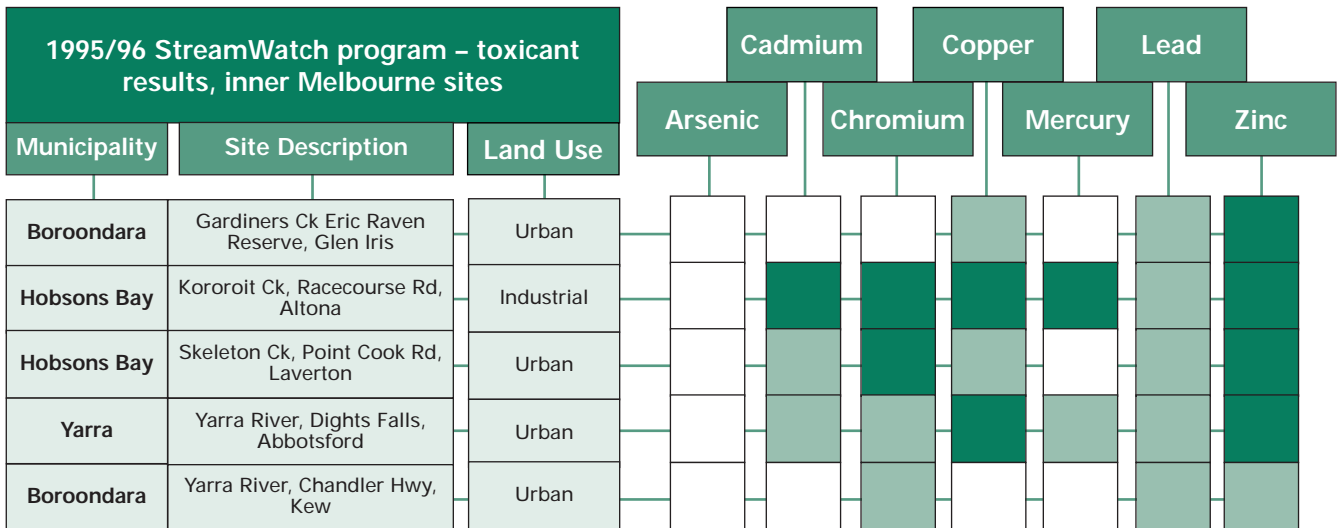 1995/96 StreamWatch program – toxicant
results, inner Melbourne sites
Cadmium
Copper
Lead
Arsenic
Chromium
Mercury
Zinc
Municipality
Site Description
Land Use
Boroondara
Gardiners Ck Eric Raven
Reserve, Glen Iris
Urban
Hobsons Bay
Kororoit Ck, Racecourse Rd,
Altona
Industrial
Hobsons Bay
Skeleton Ck, Point Cook Rd,
Laverton
Urban
Yarra
Yarra River, Dights Falls,
Abbotsford
Urban
Boroondara
Yarra River, Chandler Hwy,
Kew
Urban